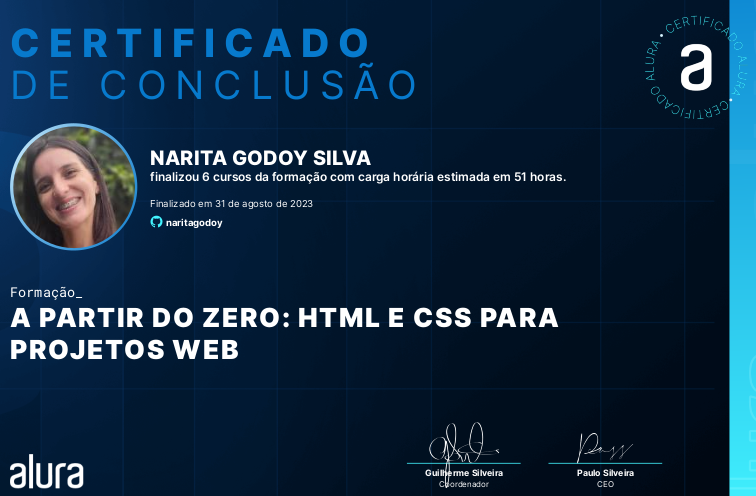 CERTIFICADO
DE CONCLUSÃO
CERTIFICADO ALURA • CERTIFICADO ALURA •
a
NARITA GODOY SILVA
finalizou 6 cursos da formação com carga horária estimada em 51 horas.
Finalizado em 31 de agosto de 2023
naritagodoy
Formação_
A PARTIR DO ZERO: HTML E CSS PARA
PROJETOS WEB
alura
Guilherme Silveira
Coordenador
Paulo Silveira
CEO